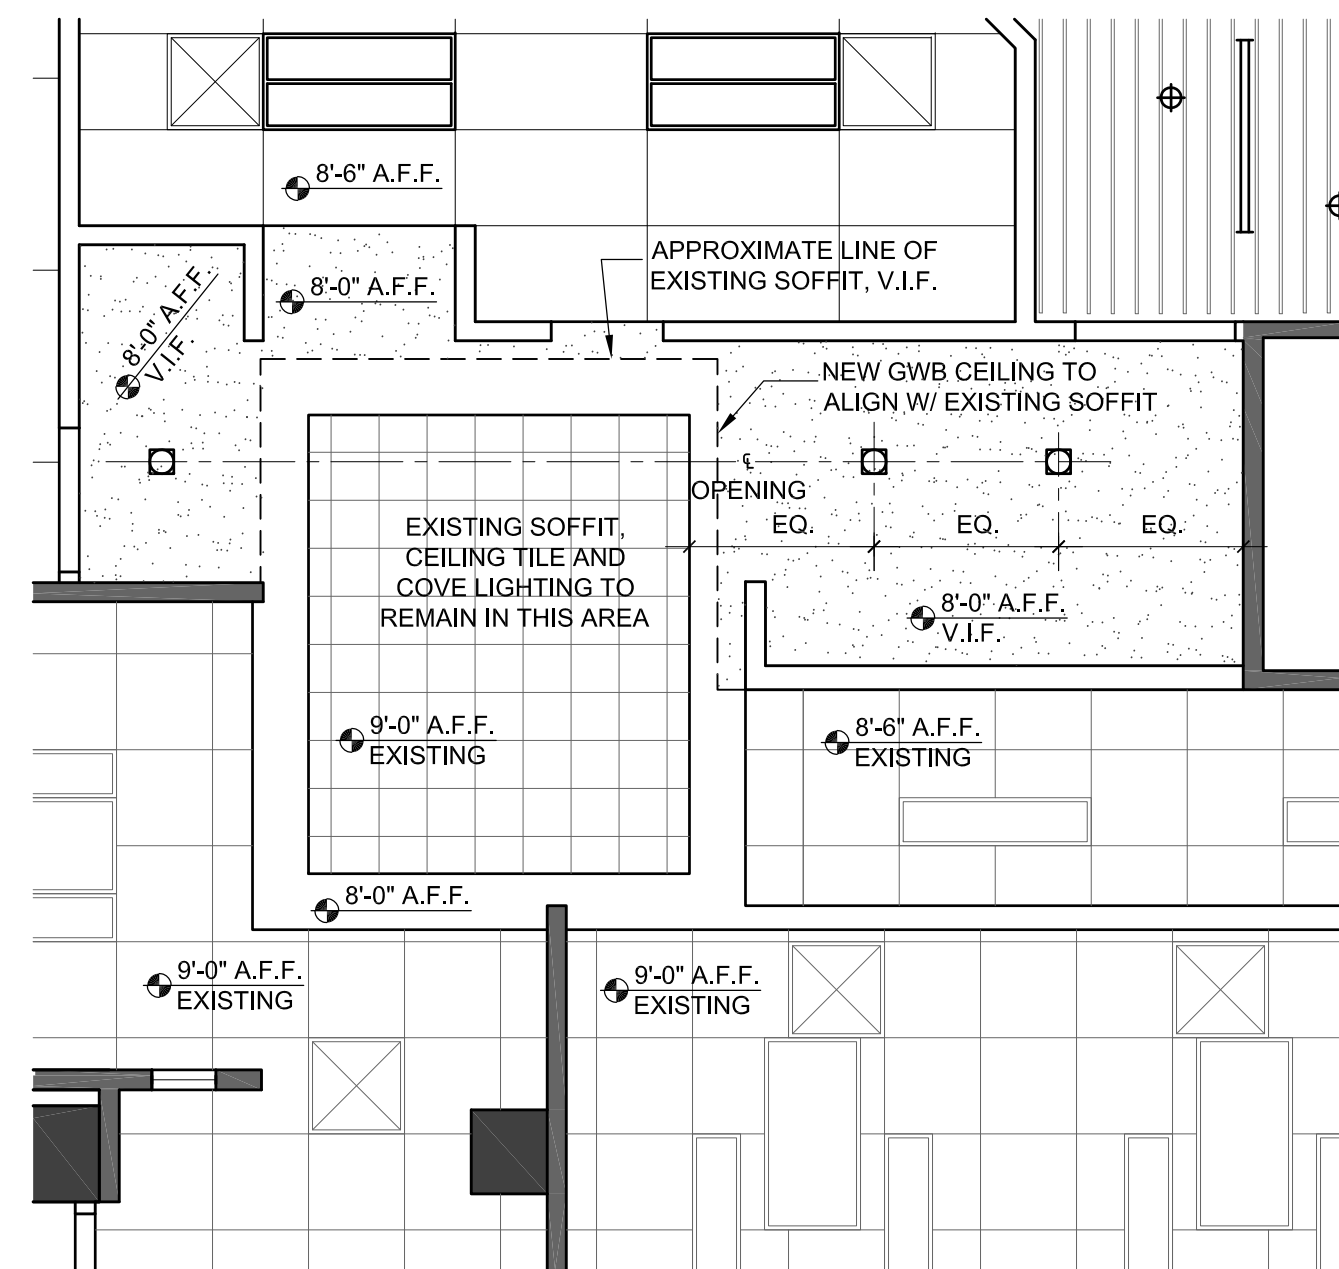 8'-6" A.F.F.
APPROXIMATE LINE OF
EXISTING SOFFIT, V.I.F.
8'-0" A.F.F.
V.I.F.
8'-0" A.F.F.
NEW GWB CEILING TO
ALIGN W/ EXISTING SOFFIT
℄
OPENING
EQ.
EQ.
EQ.
EXISTING SOFFIT,
CEILING TILE AND
COVE LIGHTING TO
REMAIN IN THIS AREA
8'-0" A.F.F.
V.I.F.
9'-0" A.F.F.
EXISTING
8'-6" A.F.F.
EXISTING
8'-0" A.F.F.
9'-0" A.F.F.
EXISTING
9'-0" A.F.F.
EXISTING